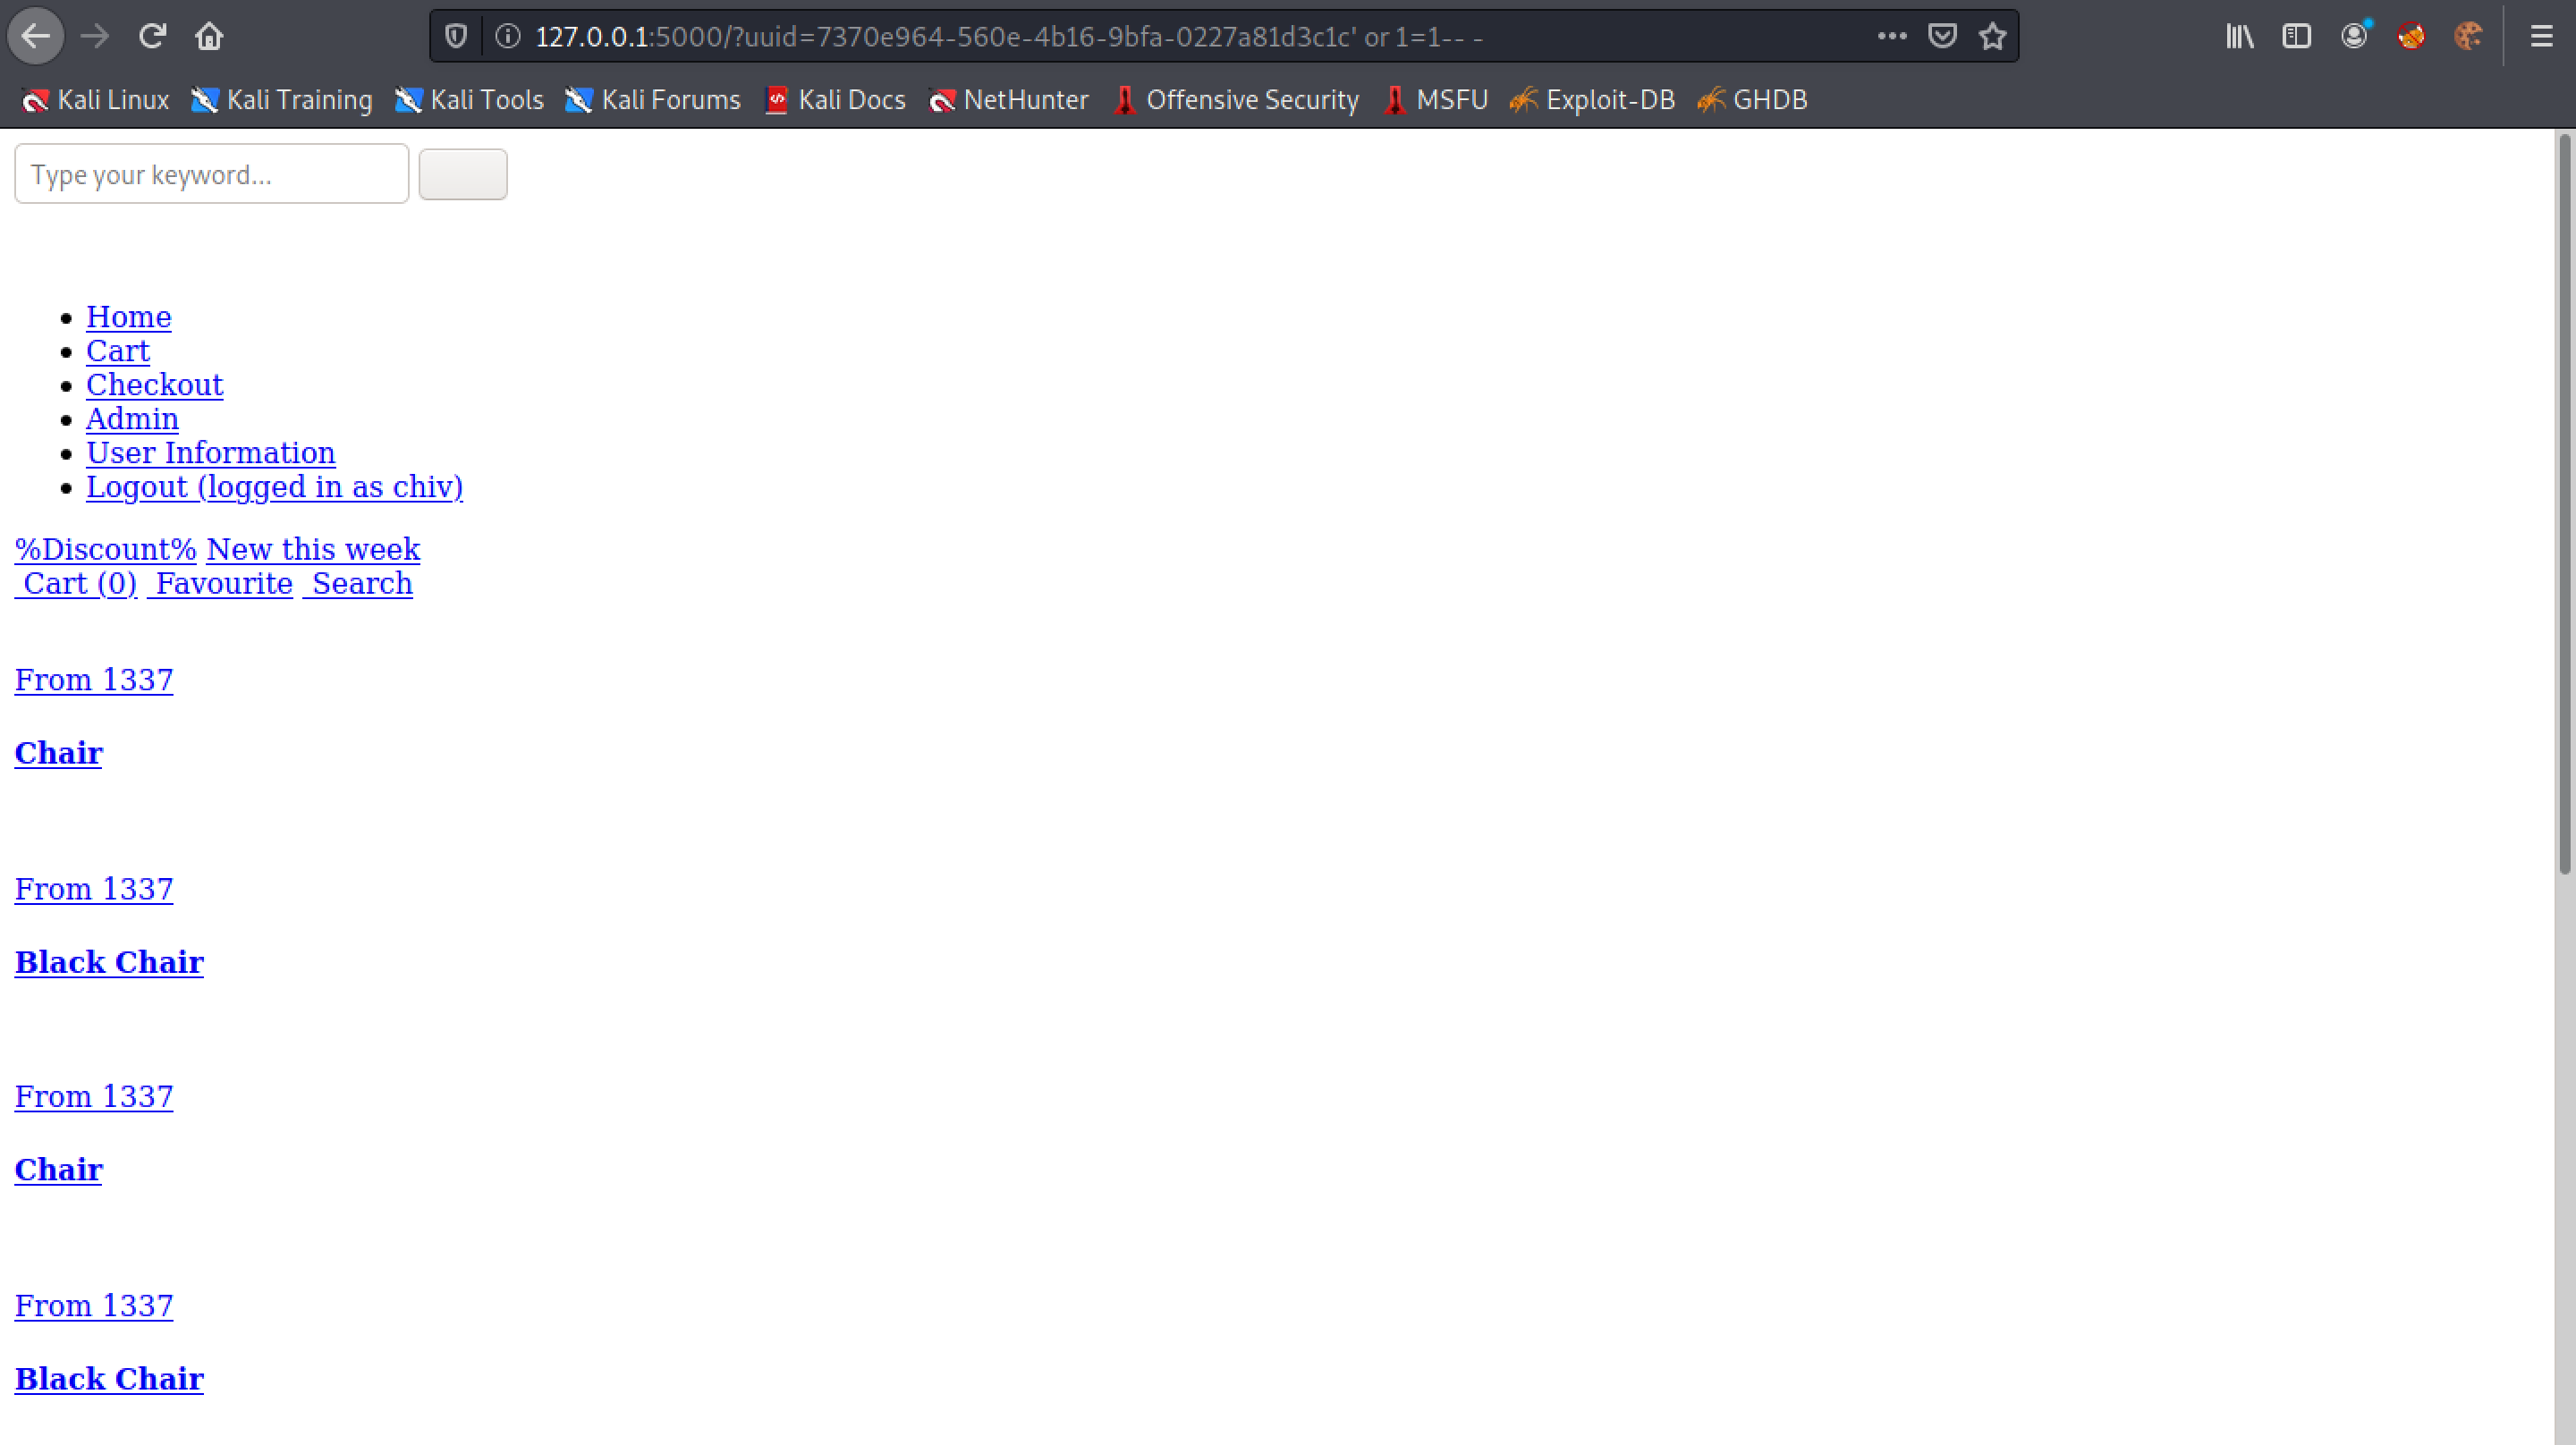 127.0.0.1:5000/?uuid=7370e964-560e-4b16-9bfa-0227a81d3c1c' or 1=1-- -
Kali Linux Kali Training Kali Tools Kali Forums Kali Docs NetHunter Offensive Security MSFU Exploit-DB GHDB
Type your keyword...
Home
Cart
Checkout
Admin
User Information
Logout (logged in as chiv)
%Discount% New this week
Cart (0) Favourite Search
From 1337
Chair
From 1337
Black Chair
From 1337
Chair
From 1337
Black Chair